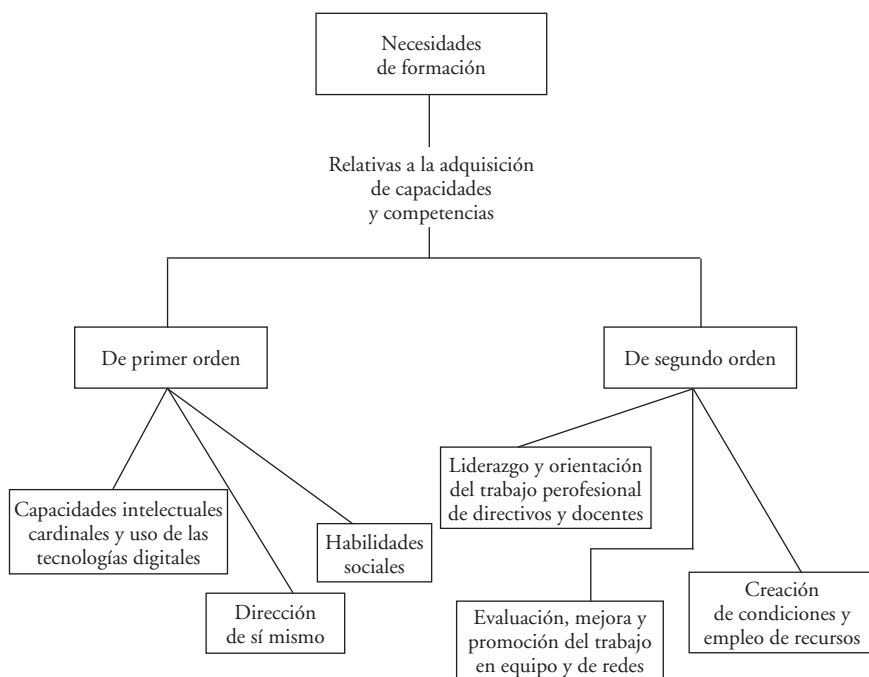 Necesidades
de formación
Relativas a la adquisición
de capacidades
y competencias
De primer orden
De segundo orden
Capacidades intelectuales
cardinales y uso de las
tecnologías digitales
Dirección
de sí mismo
Habilidades
sociales
Liderazgo y orientación
del trabajo perofesional
de directivos y docentes
Evaluación, mejora y
promoción del trabajo
en equipo y de redes
Creación
de condiciones y
empleo de recursos